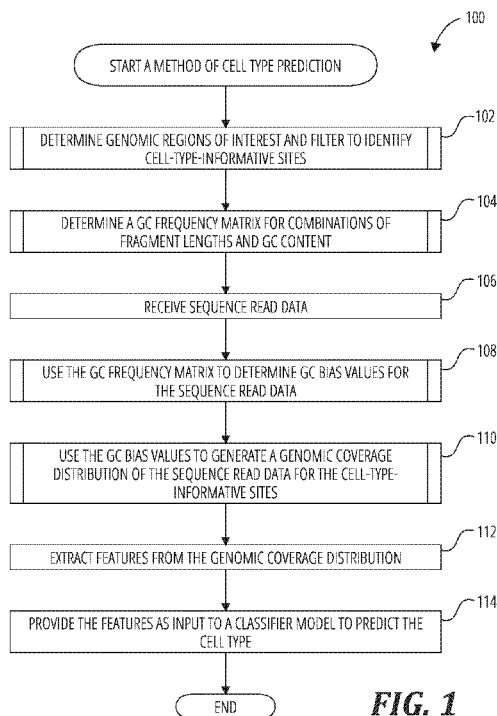 100
START A METHOD OF CELL TYPE PREDICTION
102
DETERMINE GENOMIC REGIONS OF INTEREST AND FILTER TO IDENTIFY
CELL-TYPE-INFORMATIVE SITES
104
DETERMINE A GC FREQUENCY MATRIX FOR COMBINATIONS OF
FRAGMENT LENGTHS AND GC CONTENT
106
RECEIVE SEQUENCE READ DATA
108
USE THE GC FREQUENCY MATRIX TO DETERMINE GC BIAS VALUES FOR
THE SEQUENCE READ DATA
110
USE THE GC BIAS VALUES TO GENERATE A GENOMIC COVERAGE
DISTRIBUTION OF THE SEQUENCE READ DATA FOR THE CELL-TYPE-
INFORMATIVE SITES
112
EXTRACT FEATURES FROM THE GENOMIC COVERAGE DISTRIBUTION
114
PROVIDE THE FEATURES AS INPUT TO A CLASSIFIER MODEL TO PREDICT THE
CELL TYPE
END
FIG. 1